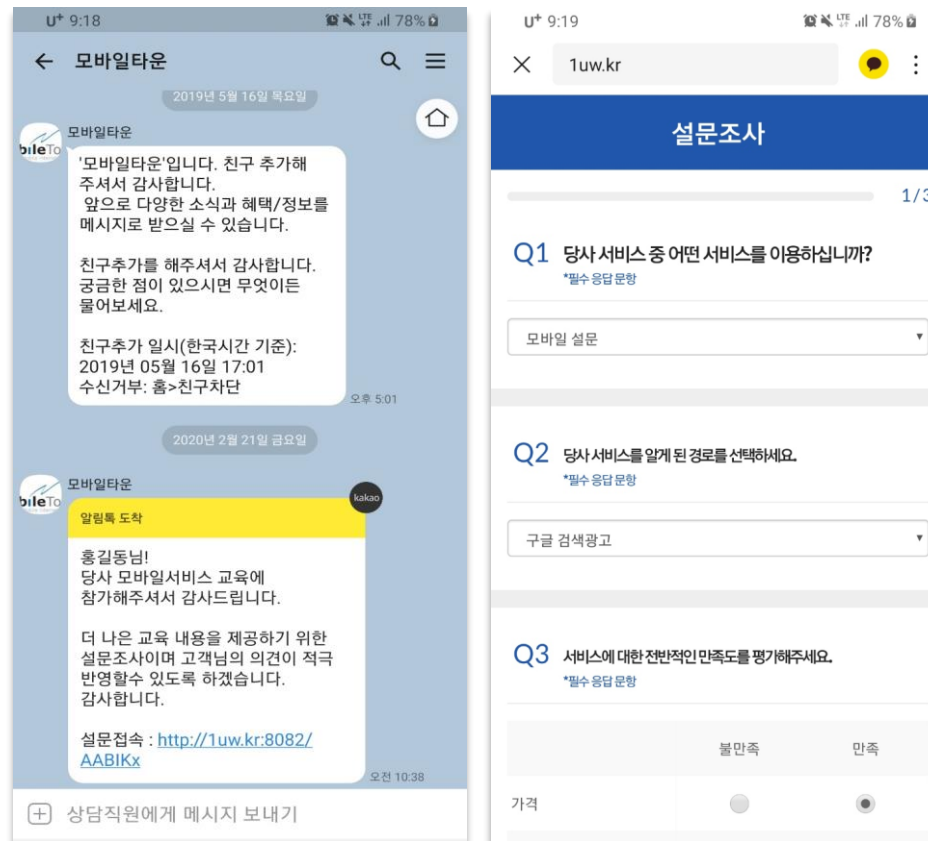 U+ 9:18
LTE 78%
모바일타운
2019년 5월 16일 목요일
모바일타운
bileTo
'모바일타운'입니다. 친구 추가해
주셔서 감사합니다.
앞으로 다양한 소식과 혜택/정보를
메시지로 받으실 수 있습니다.
친구추가를 해주셔서 감사합니다.
궁금한 점이 있으시면 무엇이든
물어보세요.
친구추가 일시(한국시간 기준):
2019년 05월 16일 17:01
수신거부: 홈>친구차단
오후 5:01
2020년 2월 21일 금요일
모바일타운
bileTo
kakao
알림톡 도착
홍길동님!
당사 모바일서비스 교육에
참가해주셔서 감사드립니다.
더 나은 교육 내용을 제공하기 위한
설문조사이며 고객님의 의견이 적극
반영할수 있도록 하겠습니다.
감사합니다.
설문접속 : http://1uw.kr:8082/
AABIKx
오전 10:38
상담직원에게 메시지 보내기
U+ 9:19
LTE 78%
1uw.kr
설문조사
1/3
Q1 당사 서비스 중 어떤 서비스를 이용하십니까?
*필수 응답 문항
모바일 설문
Q2 당사 서비스를 알게 된 경로를 선택하세요.
*필수 응답 문항
구글 검색광고
Q3 서비스에 대한 전반적인 만족도를 평가해주세요.
*필수 응답 문항
불만족 만족
가격